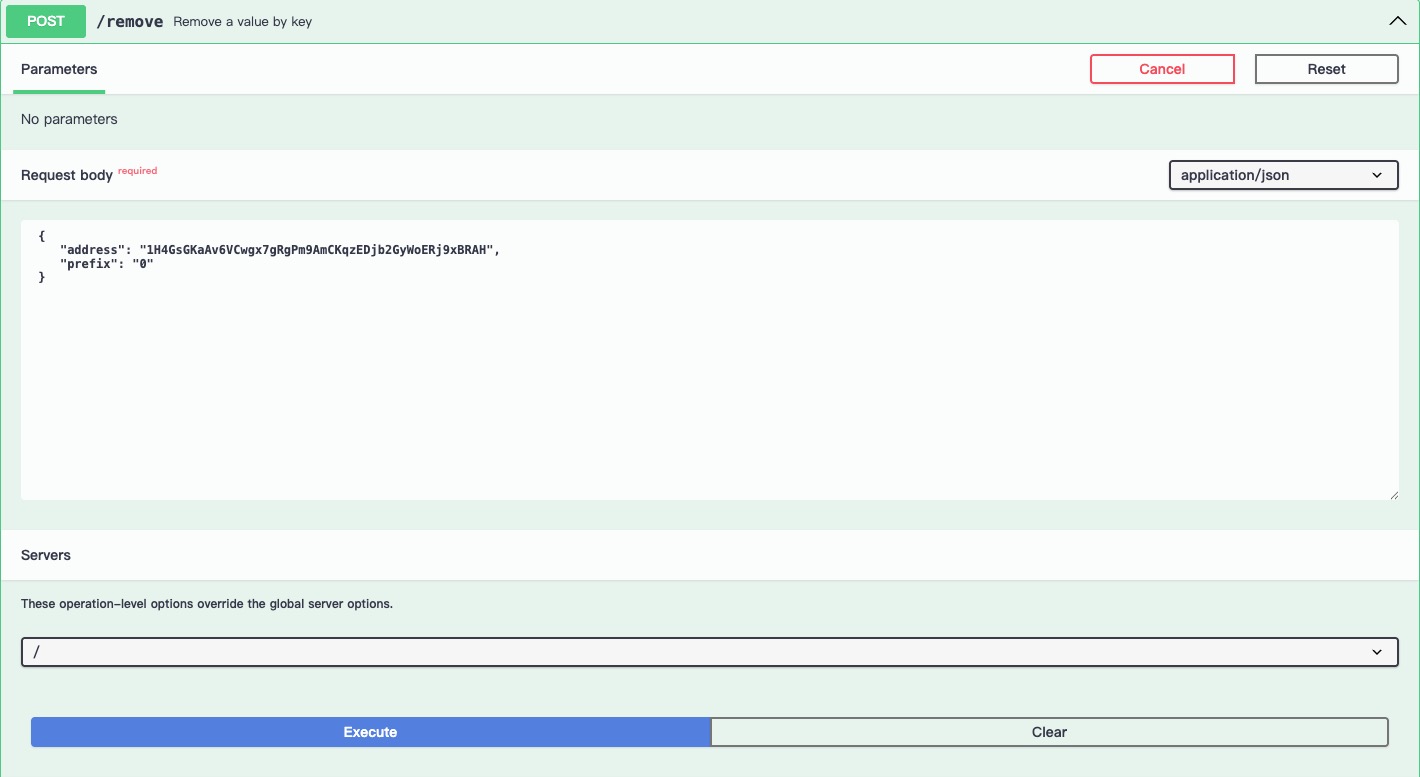 POST /remove Remove a value by key
Parameters
Cancel
Reset
No parameters
Request body required
application/json
{
"address": "1H4GsGKaAv6VCwgx7gRgPm9AmCKqzEDjb2GyWoERj9xBRAH",
"prefix": "0"
}
Servers
These operation-level options override the global server options.
/
Execute
Clear